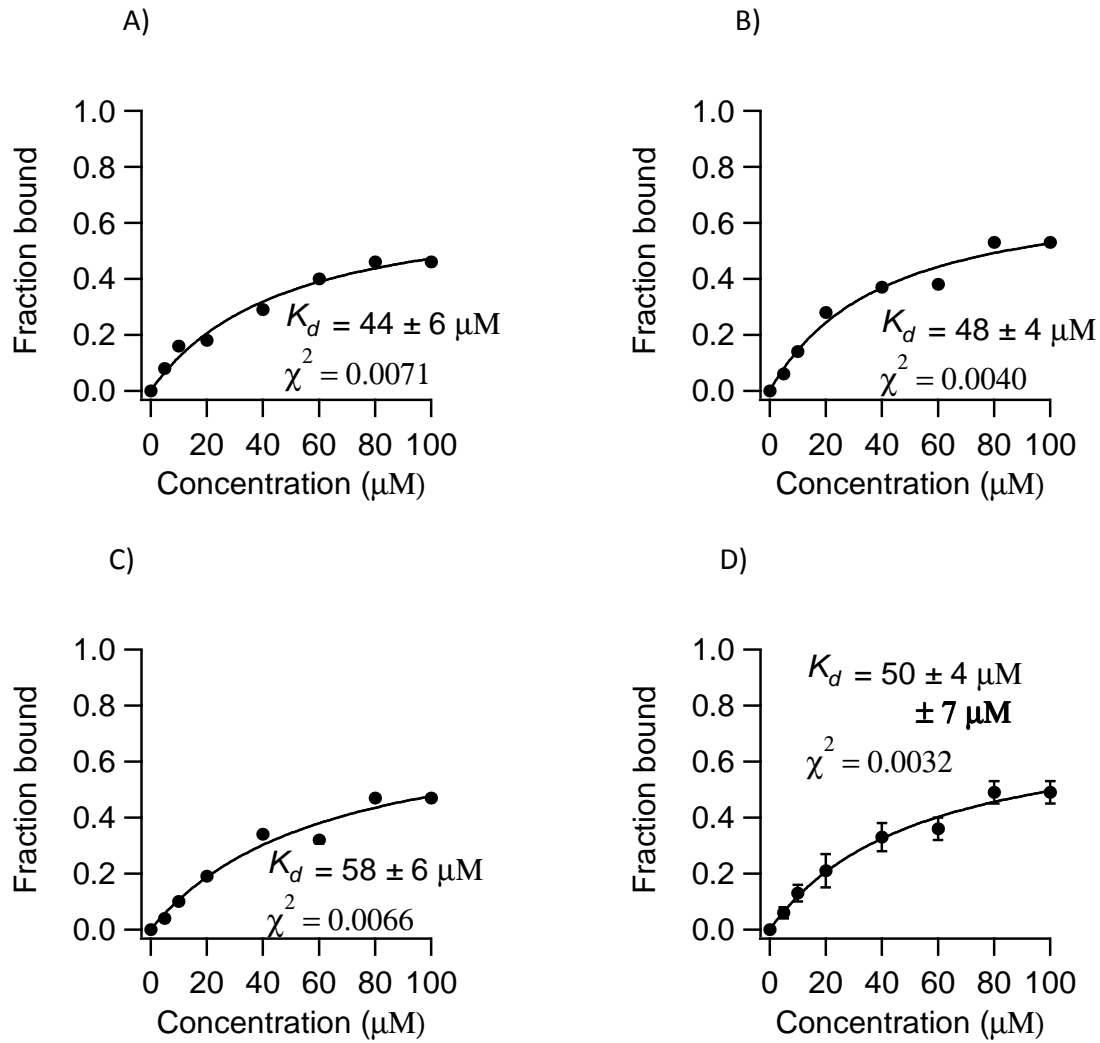 A)
Fraction bound
1.0
0.8
0.6
0.4
0.2
0.0
K_d = 44 ± 6 μM
χ² = 0.0071
0 20 40 60 80 100
Concentration (μM)
B)
Fraction bound
1.0
0.8
0.6
0.4
0.2
0.0
K_d = 48 ± 4 μM
χ² = 0.0040
0 20 40 60 80 100
Concentration (μM)
C)
Fraction bound
1.0
0.8
0.6
0.4
0.2
0.0
K_d = 58 ± 6 μM
χ² = 0.0066
0 20 40 60 80 100
Concentration (μM)
D)
Fraction bound
1.0
0.8
0.6
0.4
0.2
0.0
K_d = 50 ± 4 μM
± 7 μM
χ² = 0.0032
0 20 40 60 80 100
Concentration (μM)